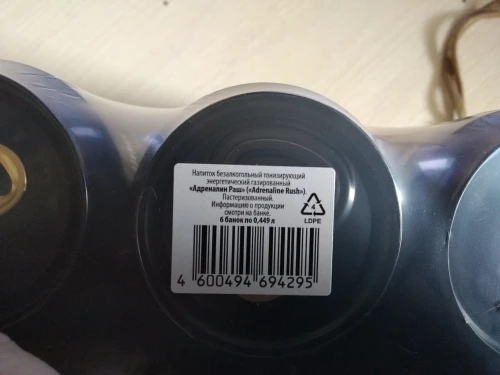 Напиток безалкогольный тонизирующий
энергетический газированный
«Адреналин Раш» («Adrenaline Rush»).
Пастеризованный.
Информацию о продукции
смотри на банке.
6 банок по 0,449 л
4
LDPE
4 600494 694295